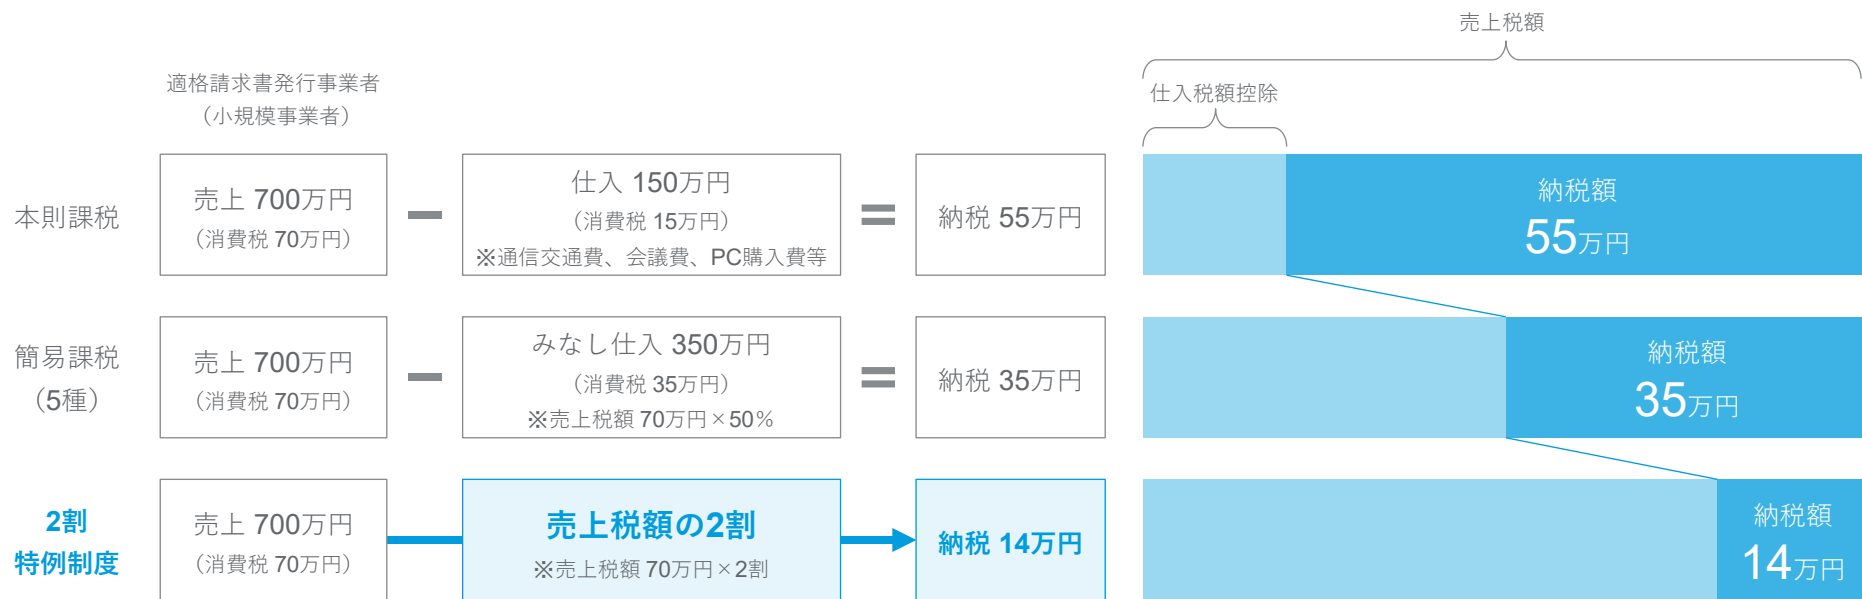 売上税額
適格請求書発行事業者
（小規模事業者）
仕入税額控除
本則課税
売上 700万円
（消費税 70万円）
仕入 150万円
（消費税 15万円）
※通信交通費、会議費、PC購入費等
納税 55万円
納税額
55万円
簡易課税
（5種）
売上 700万円
（消費税 70万円）
みなし仕入 350万円
（消費税 35万円）
※売上税額 70万円×50%
納税 35万円
納税額
35万円
2割
特例制度
売上 700万円
（消費税 70万円）
売上税額の2割
※売上税額 70万円×2割
納税 14万円
納税額
14万円